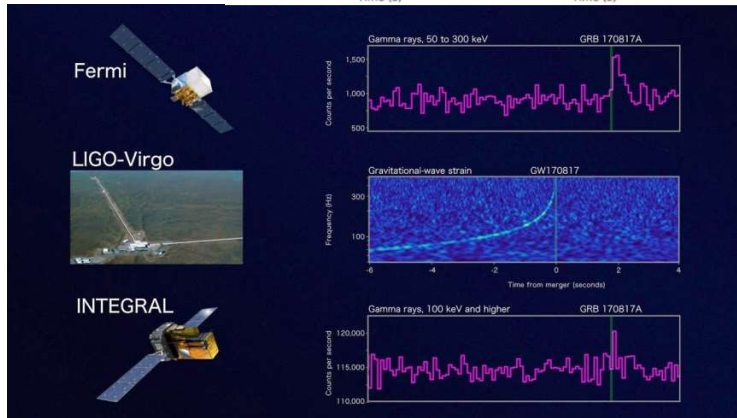 Fermi
Gamma rays, 50 to 300 keV GRB 170817A
Counts per second
1,500
1,000
500
LIGO-Virgo
Gravitational-wave strain GW170817
Frequency (Hz)
300
100
-6 -4 -2 0 2 4
Time from merger (seconds)
INTEGRAL
Gamma rays, 100 keV and higher GRB 170817A
Counts per second
120,000
115,000
110,000